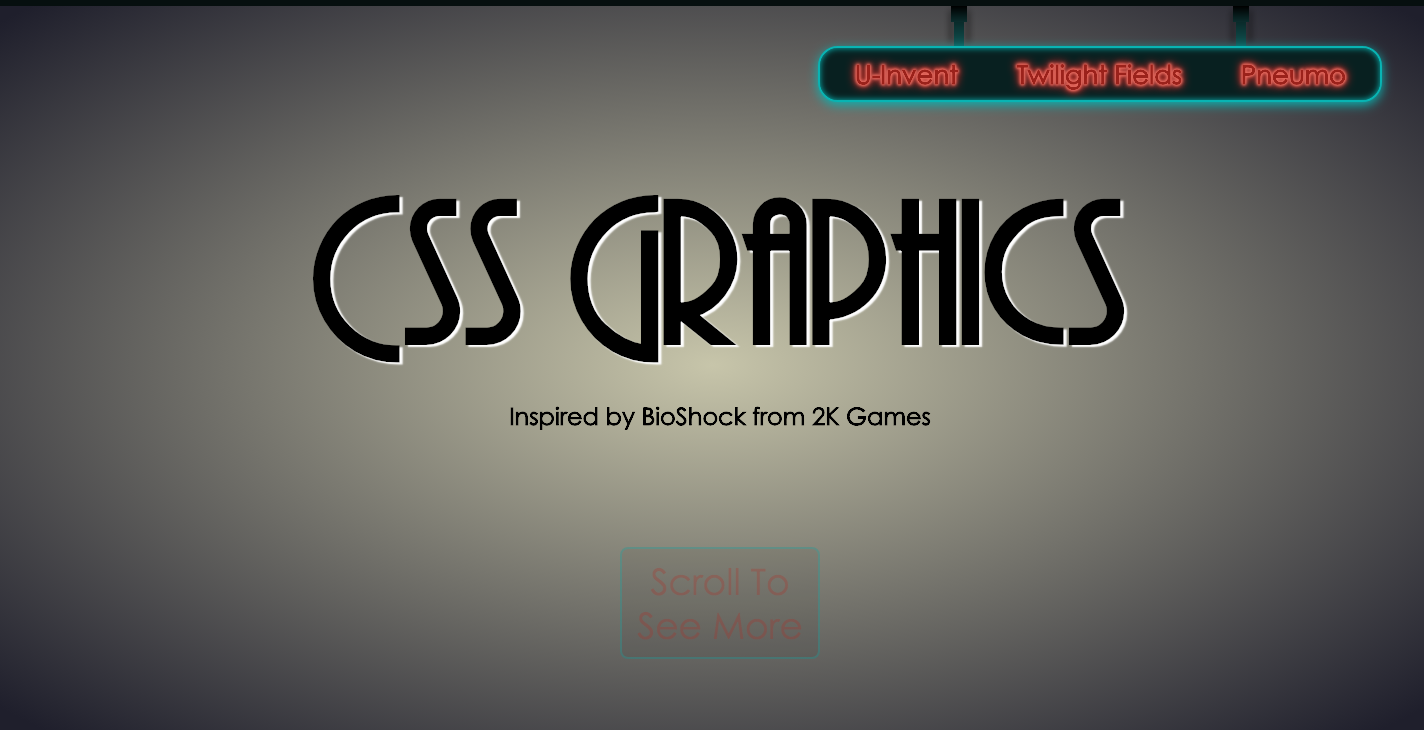 U-Invent Twilight Fields Pneumo
CSS GRAPHICS
Inspired by BioShock from 2K Games
Scroll To
See More